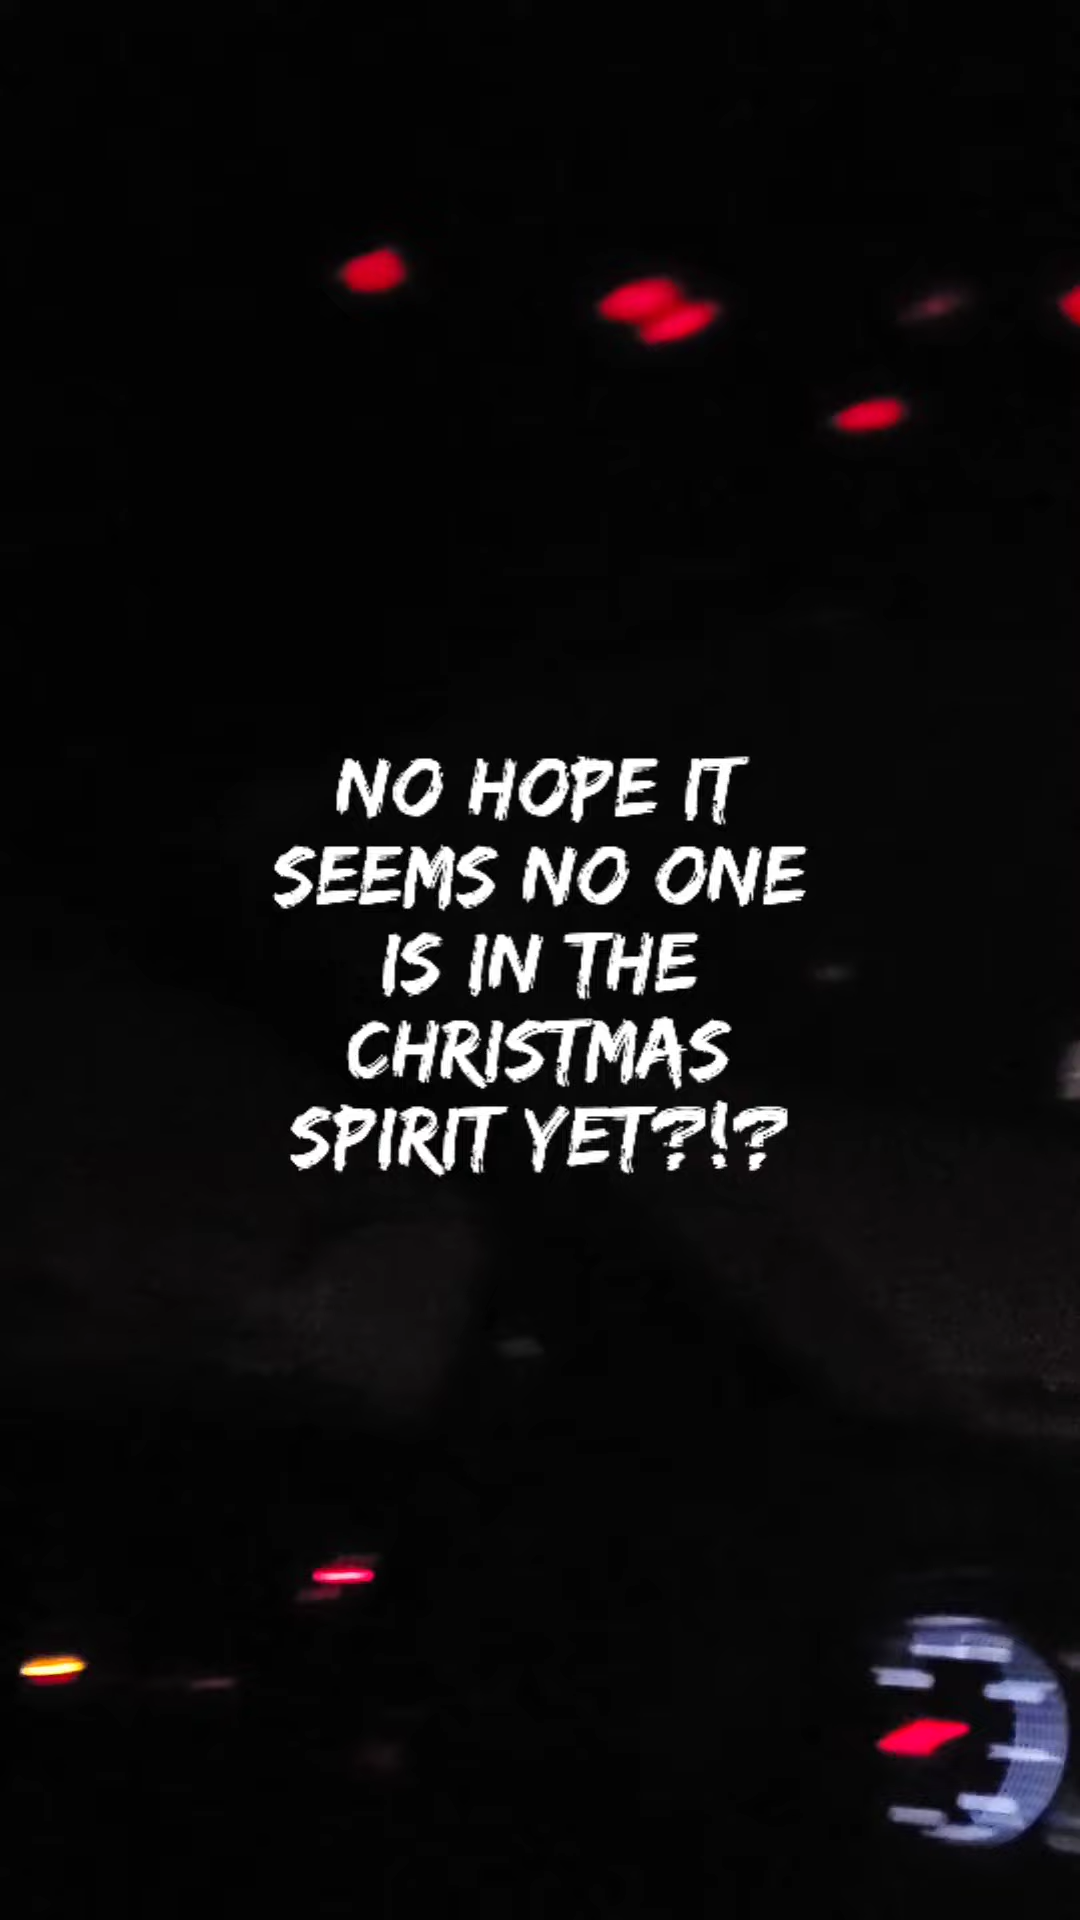 NO HOPE IT
SEEMS NO ONE
IS IN THE
CHRISTMAS
SPIRIT YET?!?